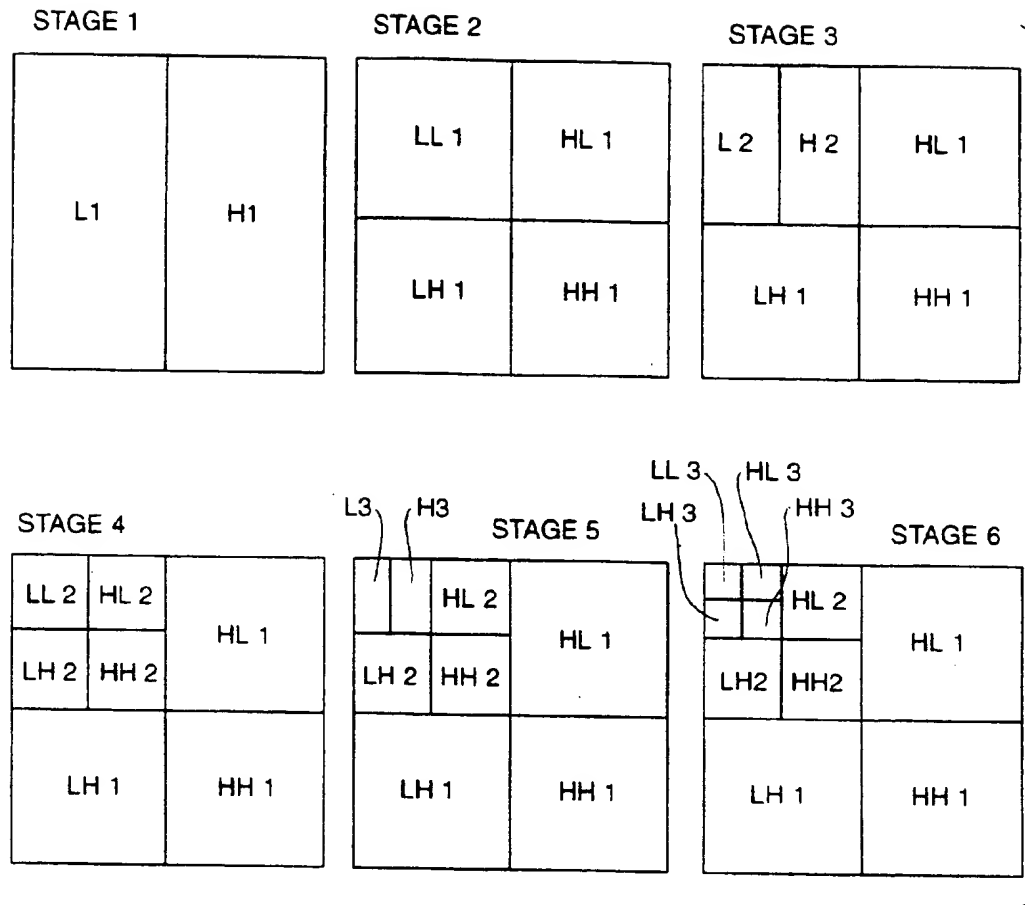 STAGE 1
L1
H1
STAGE 2
LL 1
HL 1
LH 1
HH 1
STAGE 3
L 2
H 2
HL 1
LH 1
HH 1
STAGE 4
LL 2
HL 2
HL 1
LH 2
HH 2
LH 1
HH 1
L3
H3
STAGE 5
HL 2
HL 1
LH 2
HH 2
LH 1
HH 1
LL 3
HL 3
LH 3
HH 3
STAGE 6
HL 2
HL 1
LH2
HH2
LH 1
HH 1